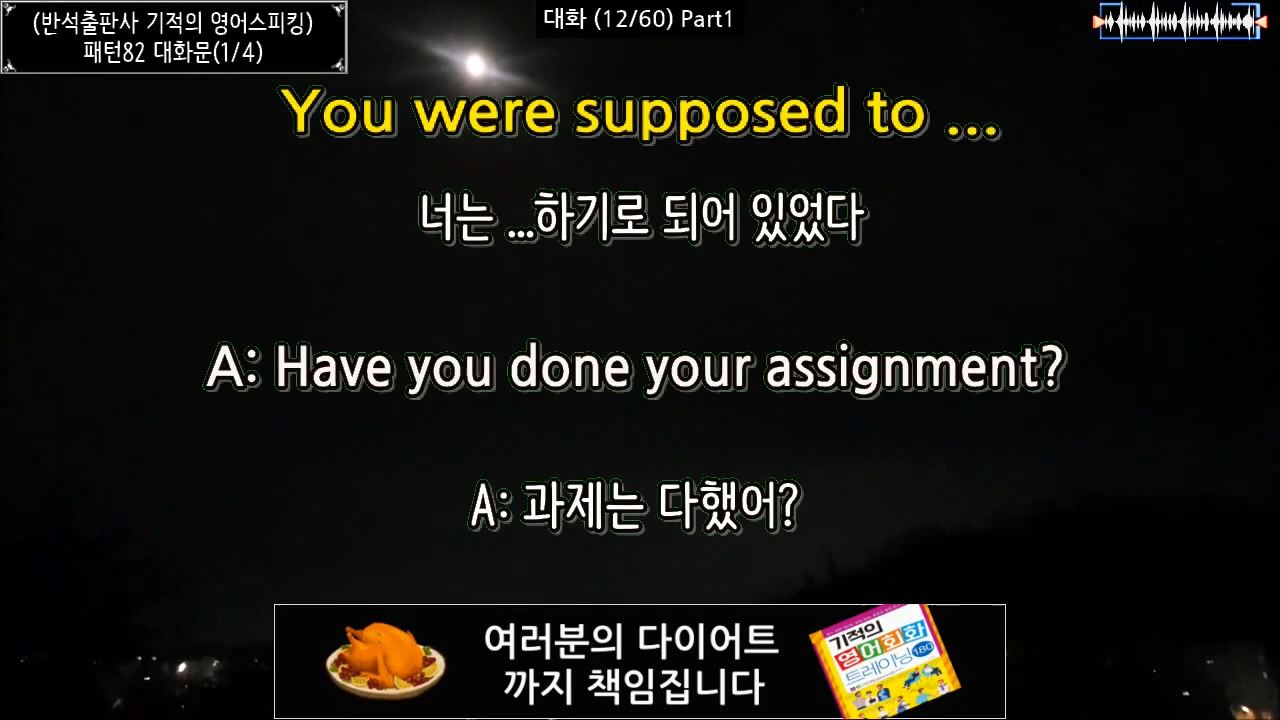 (반석출판사 기적의 영어스피킹)
패턴82 대화문(1/4)
대화 (12/60) Part1
You were supposed to ...
너는 ...하기로 되어 있었다
A: Have you done your assignment?
A: 과제는 다했어?
여러분의 다이어트
까지 책임집니다
기적의
영어회화
트레이닝
180